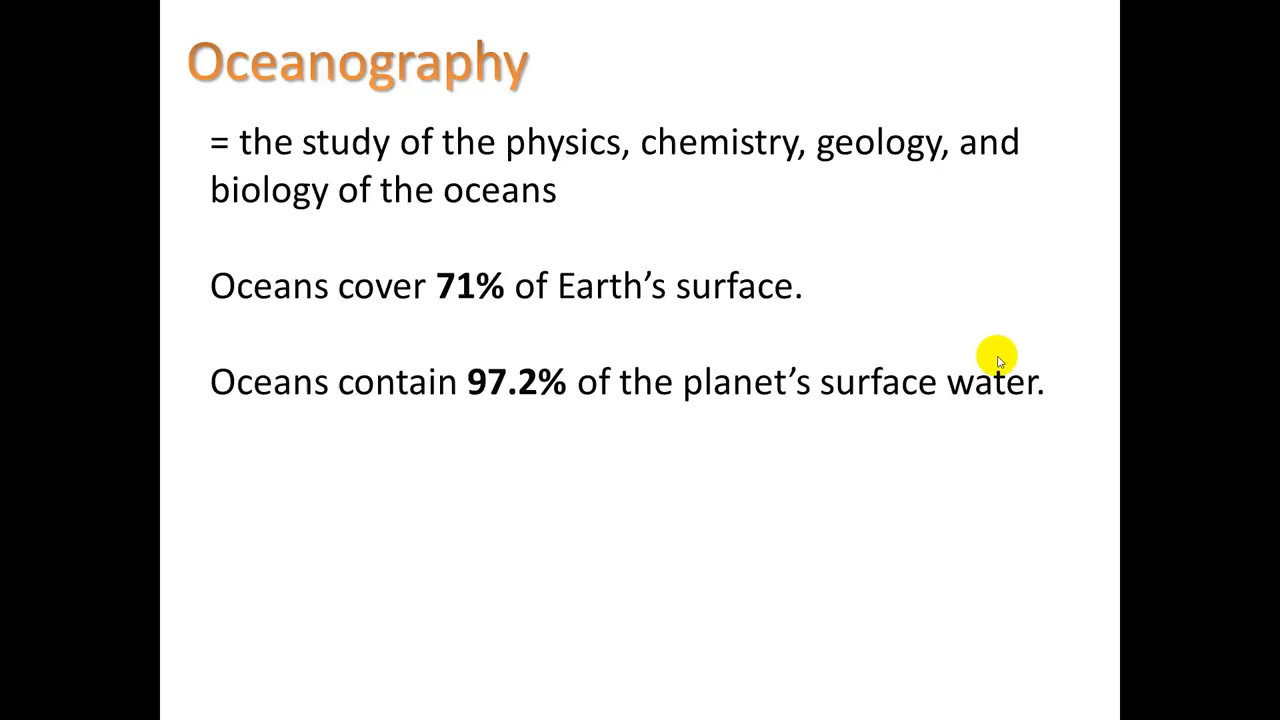 Oceanography
= the study of the physics, chemistry, geology, and
biology of the oceans
Oceans cover 71% of Earth’s surface.
Oceans contain 97.2% of the planet’s surface water.